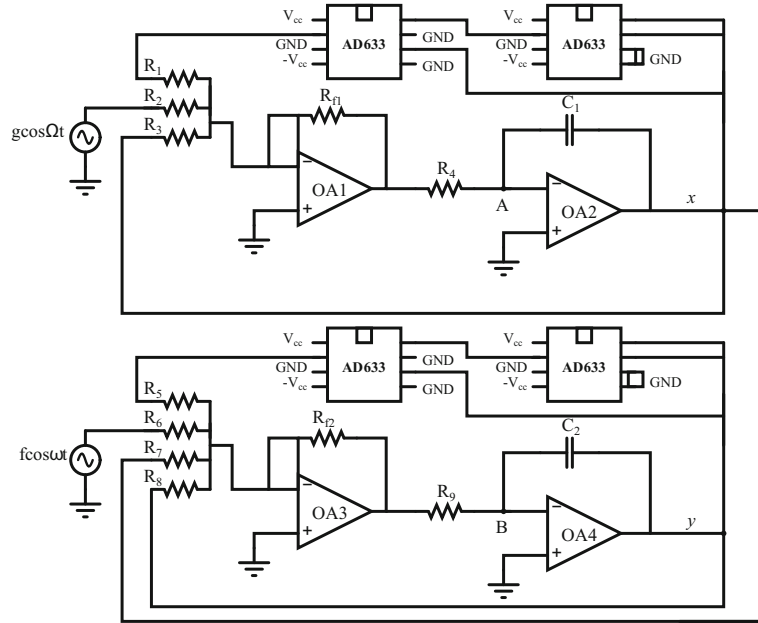 Vcc
GND
-Vcc
AD633
GND
GND
Vcc
GND
-Vcc
AD633
GND
R1
R2
R3
gcosΩt
Rf1
−
+
OA1
R4
A
C1
−
+
OA2
x
Vcc
GND
-Vcc
AD633
GND
GND
Vcc
GND
-Vcc
AD633
GND
R5
R6
R7
R8
fcosωt
Rf2
−
+
OA3
R9
B
C2
−
+
OA4
y